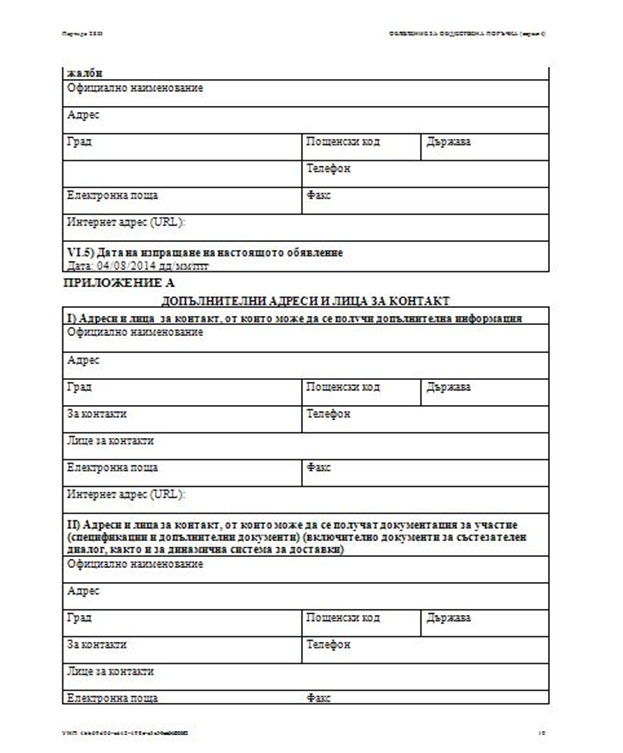 ОБЯВЛЕНИЕ ЗА ОБЩЕСТВЕНА ПОРЪЧКА
жалби
Официално наименование
Адрес
Град Пощенски код Държава
Телефон
Електронна поща Факс
Интернет адрес (URL):
VI.5) Дата на изпращане на настоящото обявление
Дата: 04/08/2014 дд/мм/гггг
ПРИЛОЖЕНИЕ А
ДОПЪЛНИТЕЛНИ АДРЕСИ И ЛИЦА ЗА КОНТАКТ
I) Адреси и лица за контакт, от които може да се получи допълнителна информация
Официално наименование
Адрес
Град Пощенски код Държава
За контакти Телефон
Лице за контакти
Електронна поща Факс
Интернет адрес (URL):
II) Адреси и лица за контакт, от които може да се получат документация за участие
(спецификации и допълнителни документи) (включително документи за състезателен
диалог, както и за динамична система за доставки)
Официално наименование
Адрес
Град Пощенски код Държава
За контакти Телефон
Лице за контакти
Електронна поща Факс